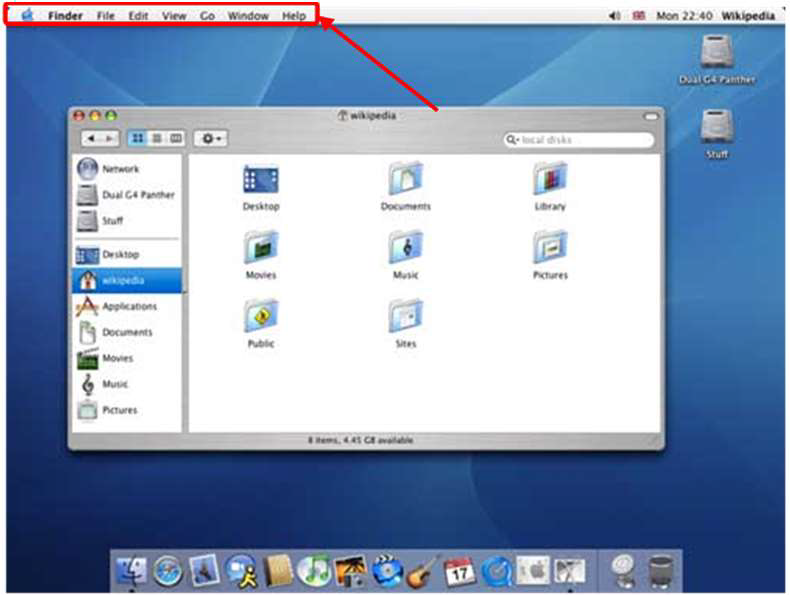 Finder File Edit View Go Window Help
Mon 22:40 Wikipedia
Dual G4 Panther
Stuff
wikipedia
local disks
Network
Dual G4 Panther
Stuff
Desktop
wikipedia
Applications
Documents
Movies
Music
Pictures
Desktop Documents Library
Movies Music Pictures
Public Sites
8 items, 4.45 GB available
17